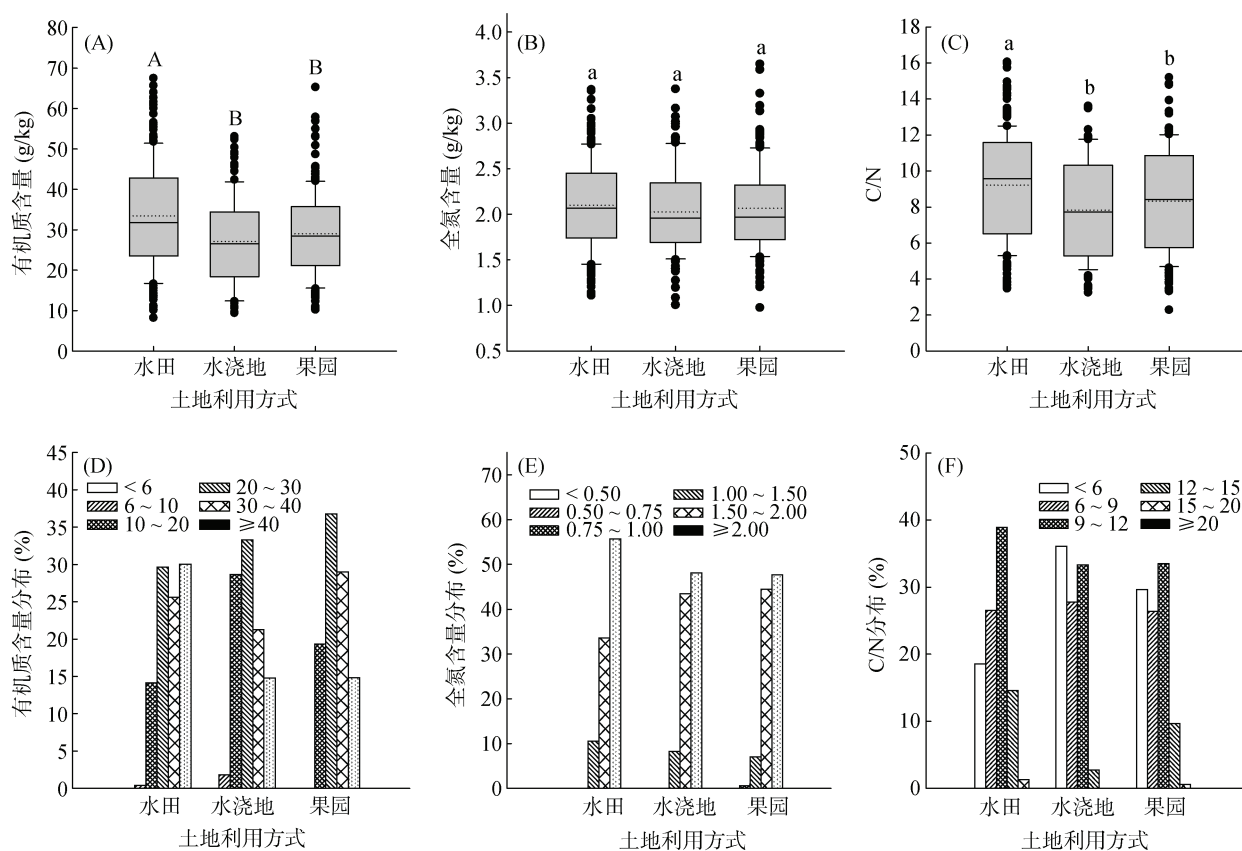 (A)
有机质含量 (g/kg)
80
70
60
50
40
30
20
10
0
A
B
B
水田 水浇地 果园
土地利用方式
(B)
全氮含量 (g/kg)
4.0
3.5
3.0
2.5
2.0
1.5
1.0
0.5
a
a
a
水田 水浇地 果园
土地利用方式
(C)
C/N
18
16
14
12
10
8
6
4
2
0
a
b
b
水田 水浇地 果园
土地利用方式
(D)
有机质含量分布 (%)
45
40
35
30
25
20
15
10
5
0
< 6 20 ~ 30
6 ~ 10 30 ~ 40
10 ~ 20 ≥40
水田 水浇地 果园
土地利用方式
(E)
全氮含量分布 (%)
70
60
50
40
30
20
10
0
< 0.50 1.00 ~ 1.50
0.50 ~ 0.75 1.50 ~ 2.00
0.75 ~ 1.00 ≥2.00
水田 水浇地 果园
土地利用方式
(F)
C/N分布 (%)
50
40
30
20
10
0
< 6 12 ~ 15
6 ~ 9 15 ~ 20
9 ~ 12 ≥20
水田 水浇地 果园
土地利用方式